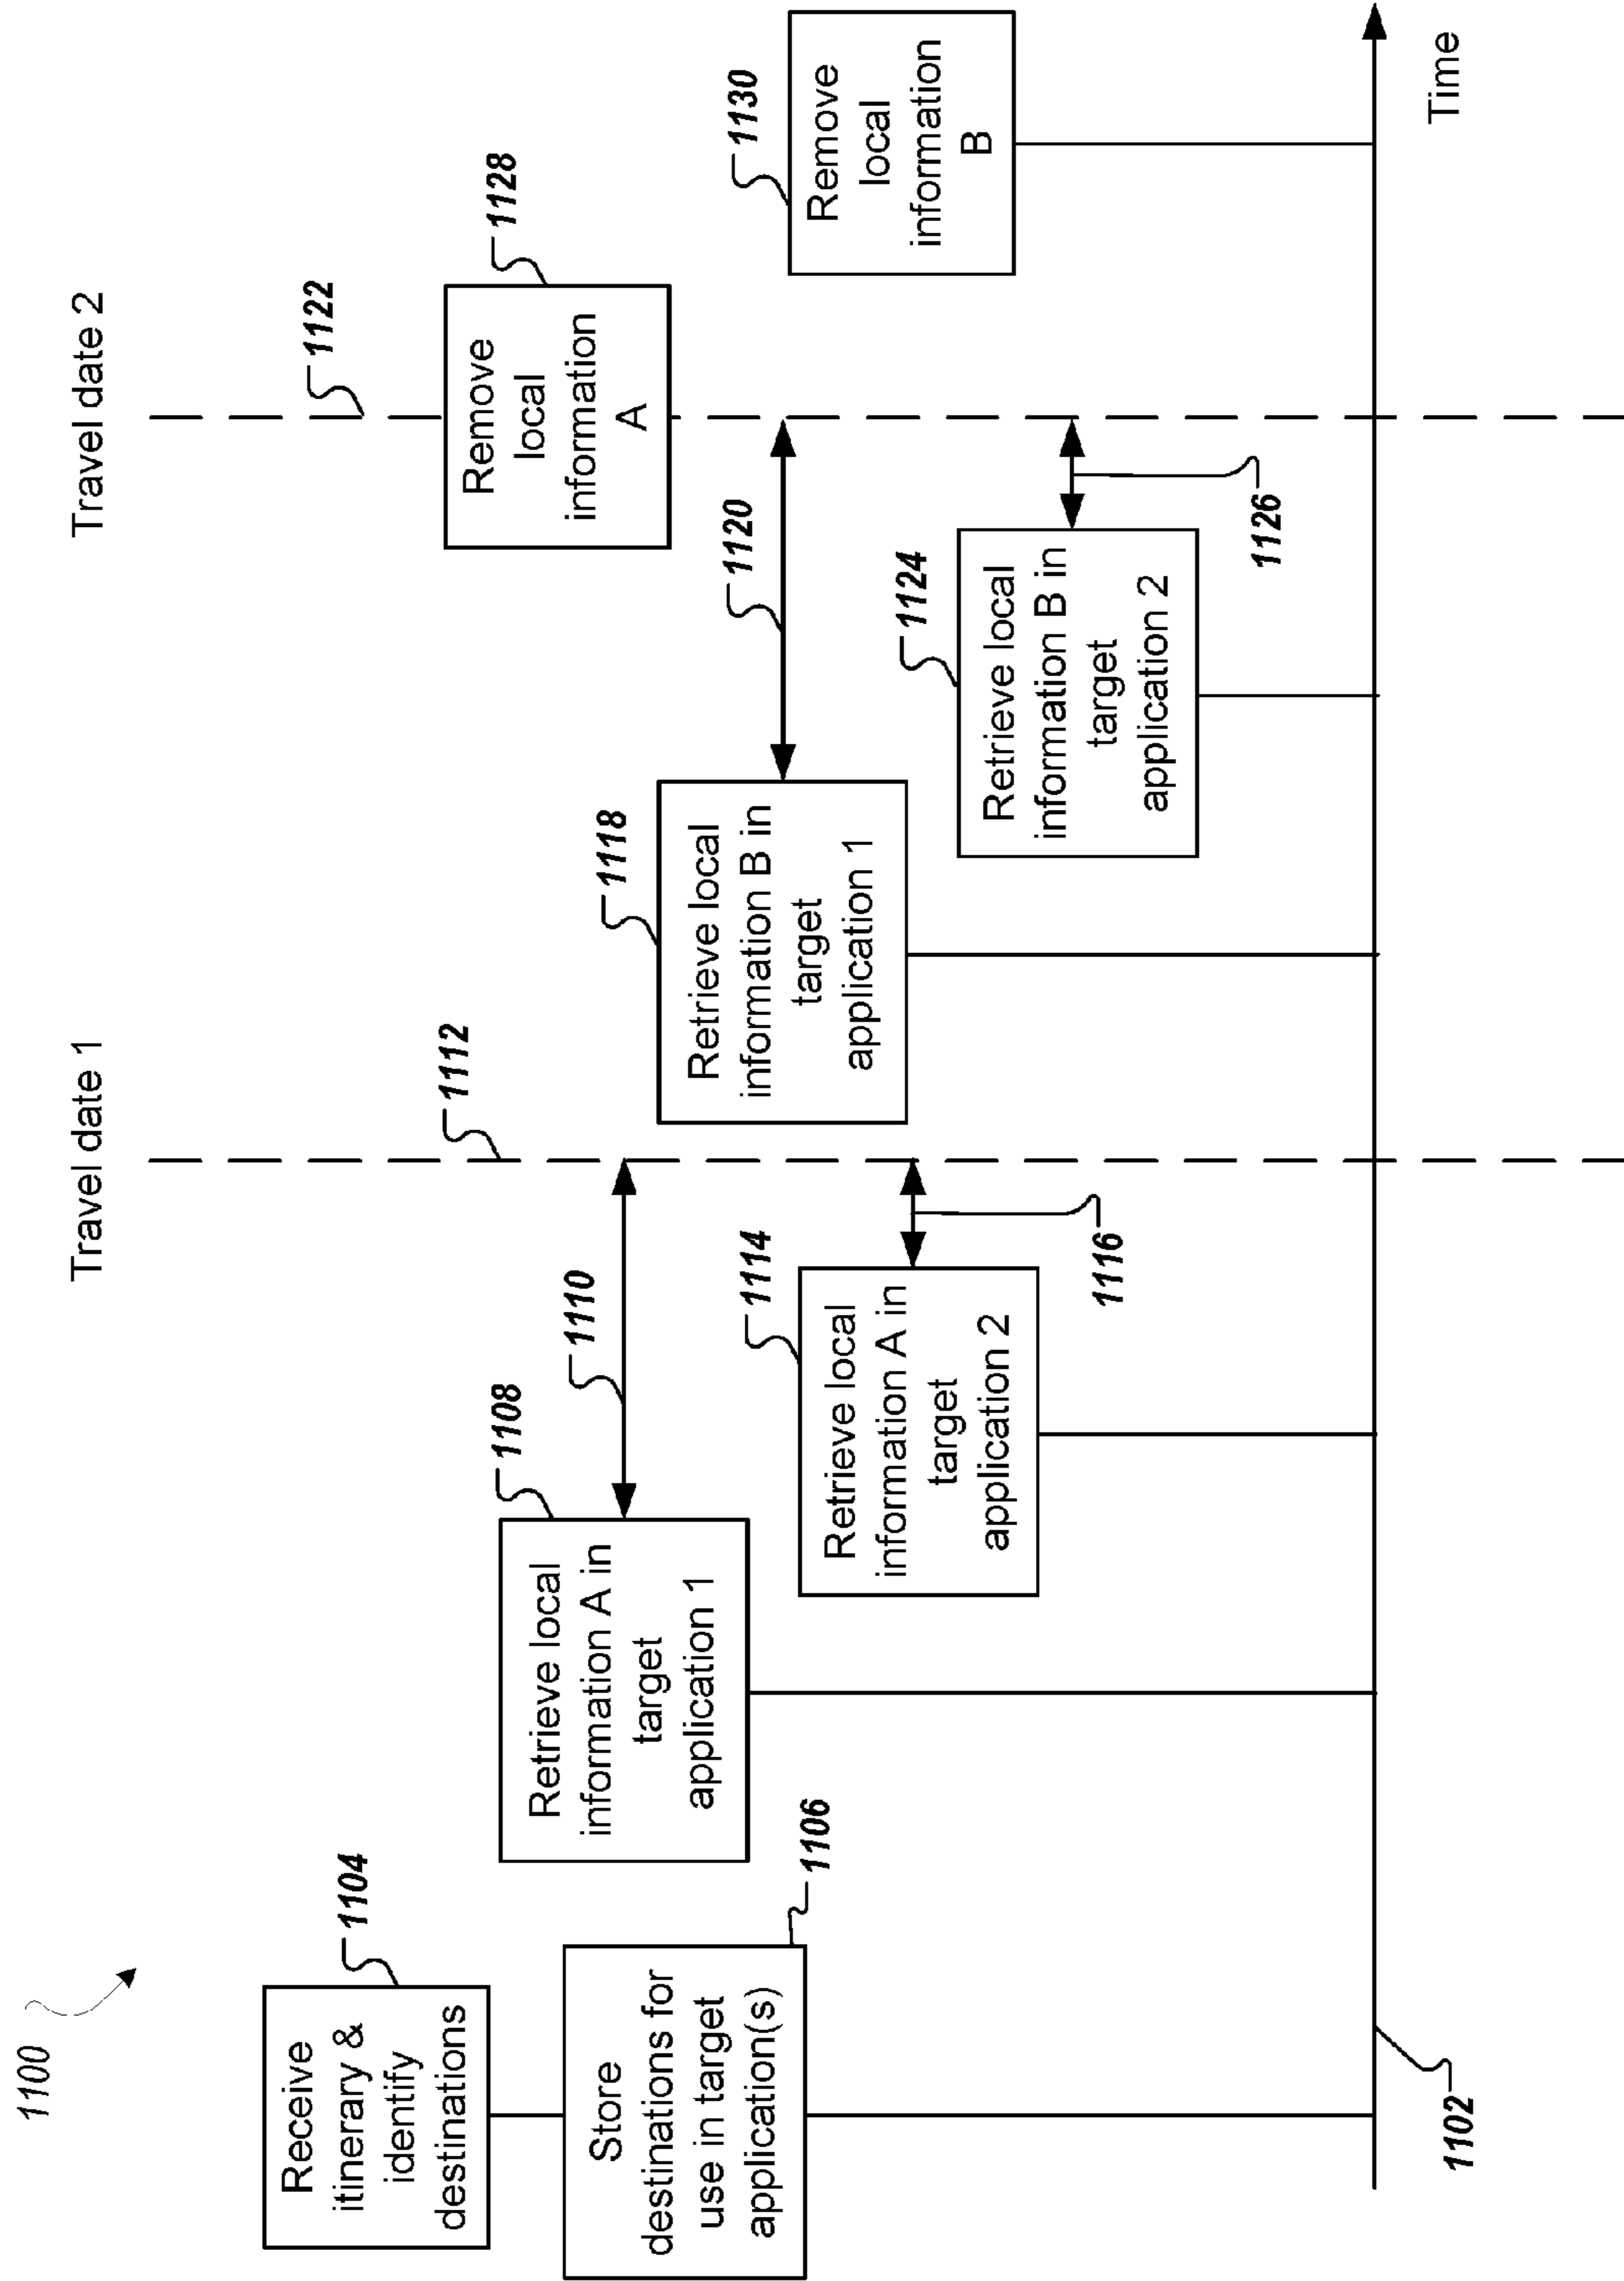 1100
Travel date 1
Travel date 2
Receive
itinerary &
identify
destinations
1104
Store
destinations for
use in target
application(s)
1106
Retrieve local
information A in
target
application 1
1108
1110
1112
Retrieve local
information A in
target
application 2
1114
1116
Retrieve local
information B in
target
application 1
1118
1120
1122
Retrieve local
information B in
target
application 2
1124
1126
Remove
local
information
A
1128
Remove
local
information
B
1130
1102
Time